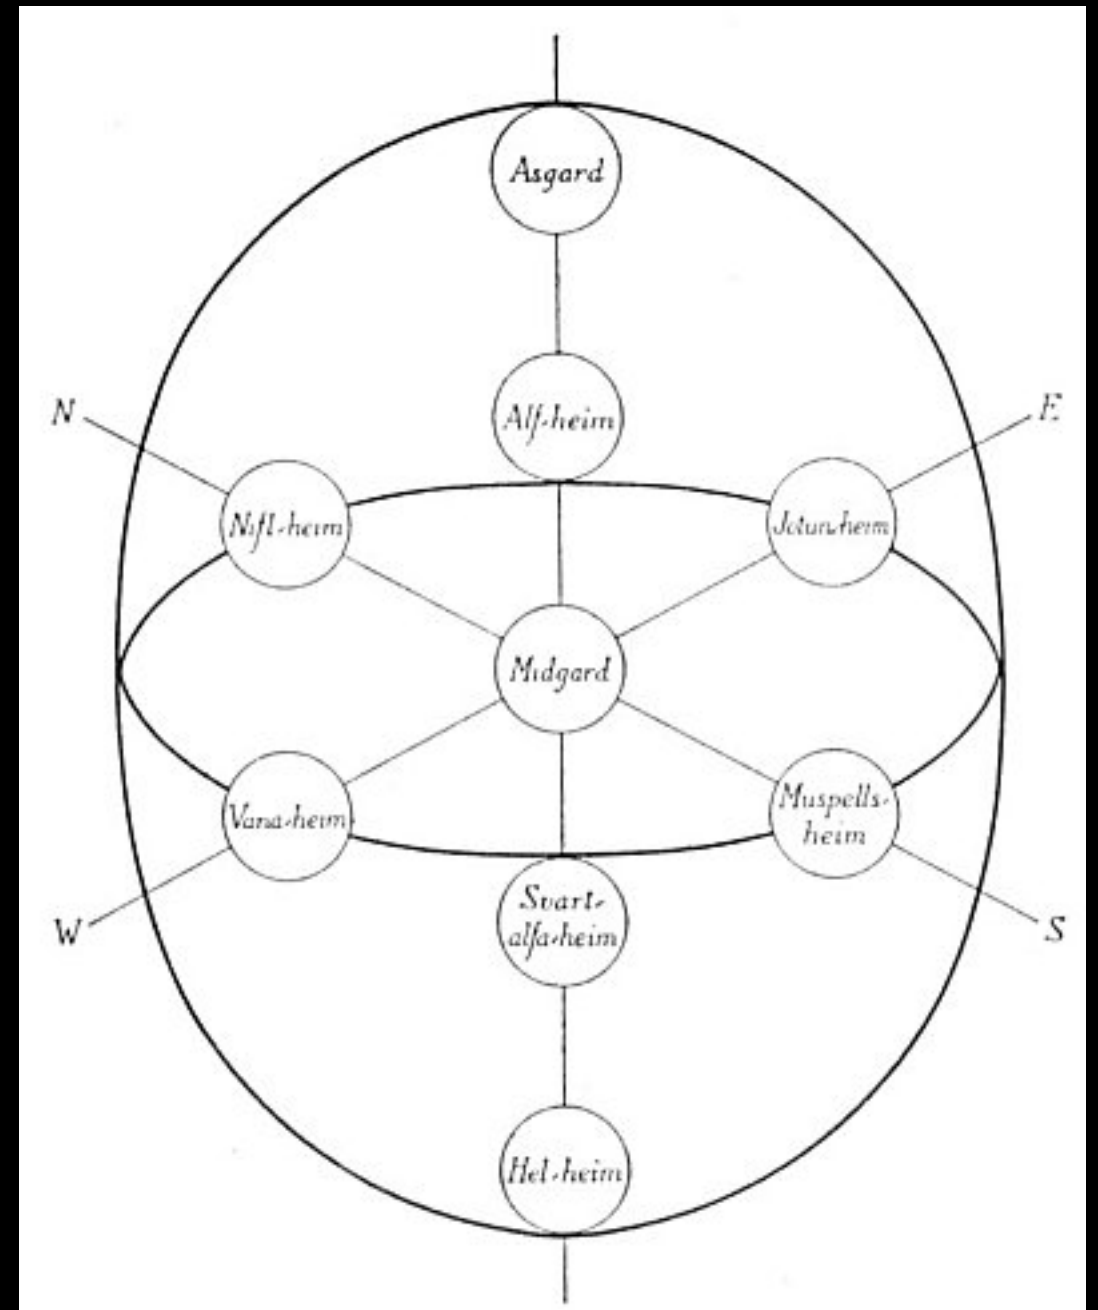 Asgard
Alf-heim
N
E
Nifl-heim
Jotun-heim
Midgard
Vana-heim
Muspells-
heim
W
Svart-
alfa-heim
S
Hel-heim